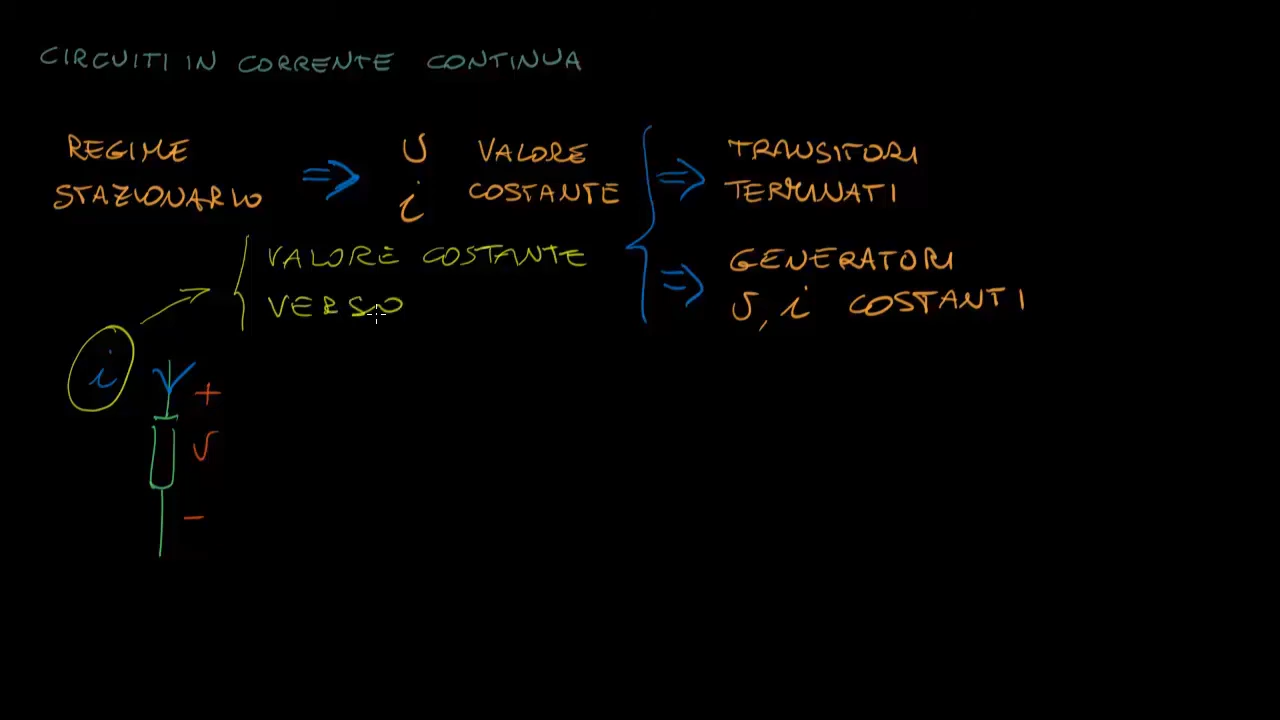 CIRCUITI IN CORRENTE CONTINUA
REGIME
STAZIONARIO
⇒
v VALORE
i COSTANTE
⇒ TRANSITORI
TERMINATI
⇒ GENERATORI
v, i COSTANTI
VALORE COSTANTE
VERSO
i
+
v
-